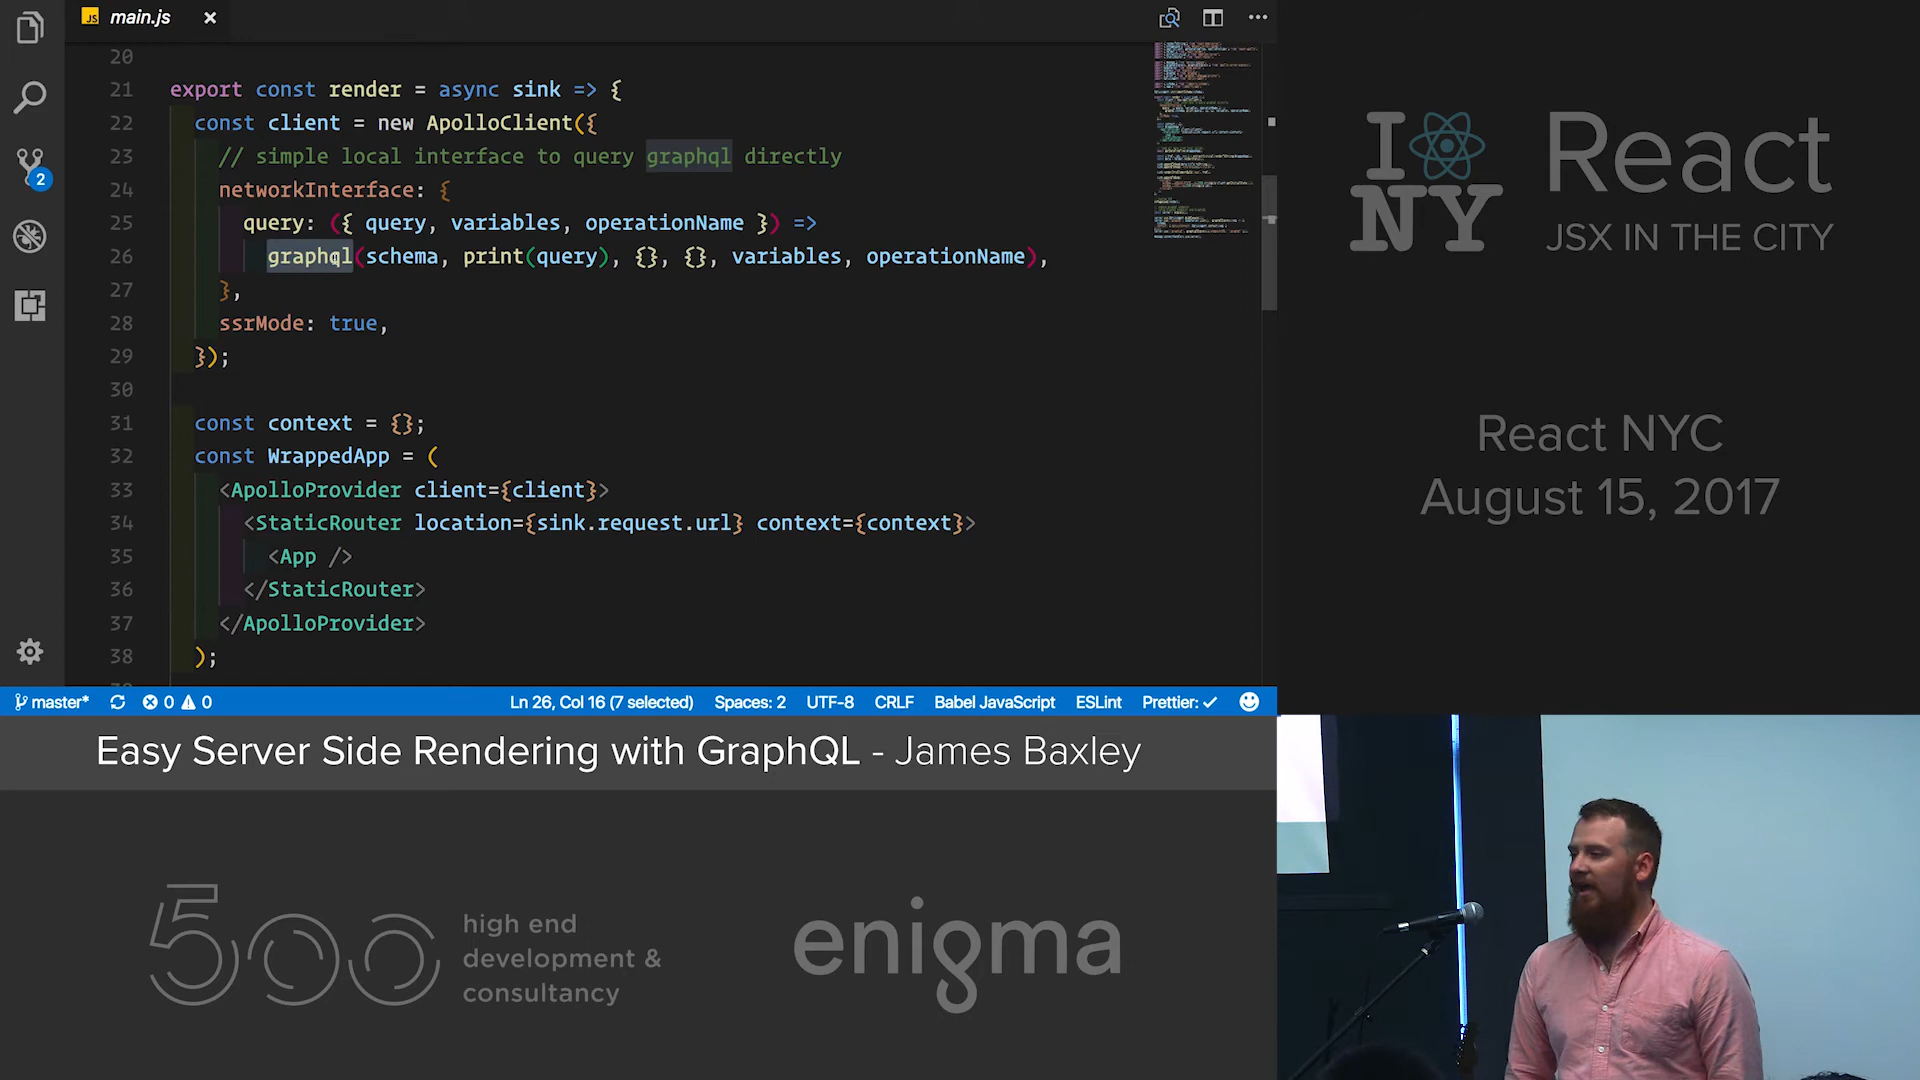 JS main.js
20
21 export const render = async sink => {
22 const client = new ApolloClient({
23 // simple local interface to query graphql directly
24 networkInterface: {
25 query: ({ query, variables, operationName }) =>
26 graphql(schema, print(query), {}, {}, variables, operationName),
27 },
28 ssrMode: true,
29 });
30
31 const context = {};
32 const WrappedApp = (
33 <ApolloProvider client={client}>
34 <StaticRouter location={sink.request.url} context={context}>
35 <App />
36 </StaticRouter>
37 </ApolloProvider>
38 );
2
master* 0 0 Ln 26, Col 16 (7 selected) Spaces: 2 UTF-8 CRLF Babel JavaScript ESLint Prettier: ✓
I NY
React
JSX IN THE CITY
React NYC
August 15, 2017
Easy Server Side Rendering with GraphQL - James Baxley
500
high end
development &
consultancy
enigma